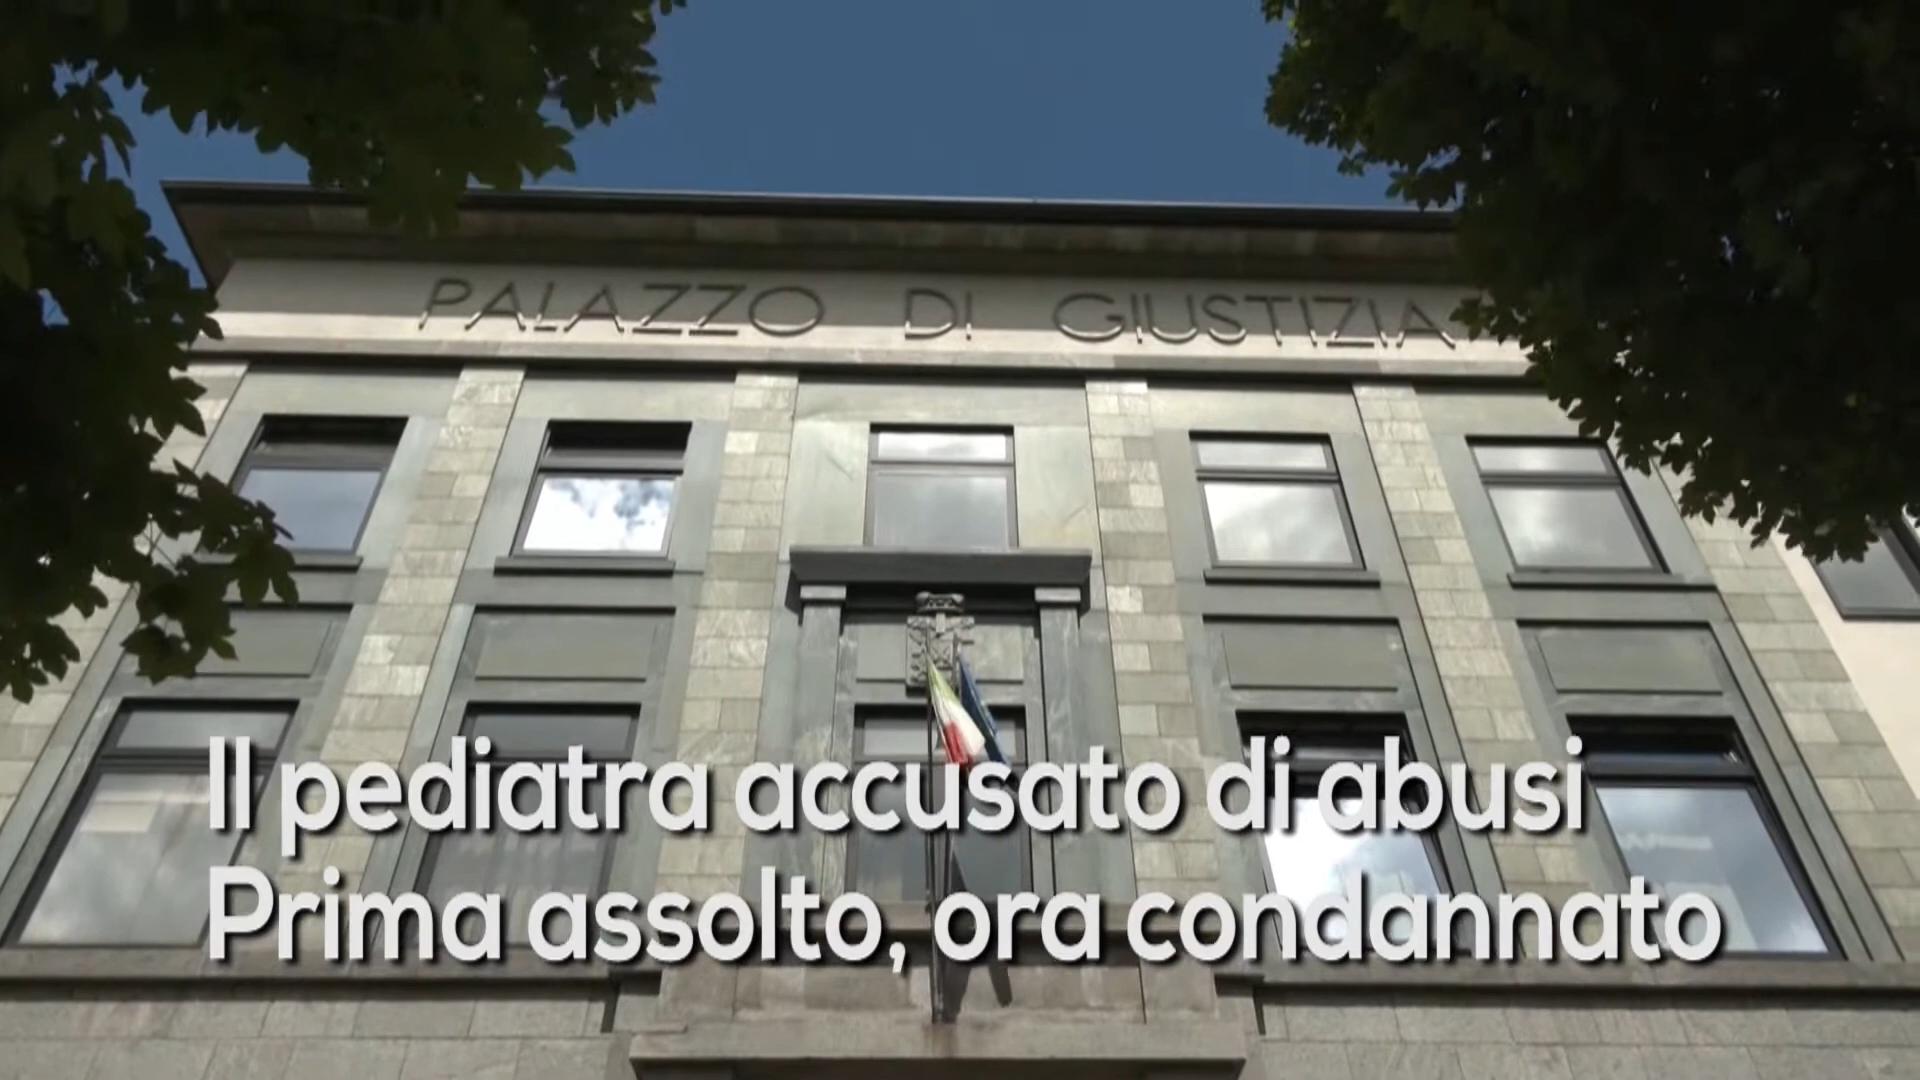 PALAZZO DI GIUSTIZIA
Il pediatra accusato di abusi
Prima assolto, ora condannato